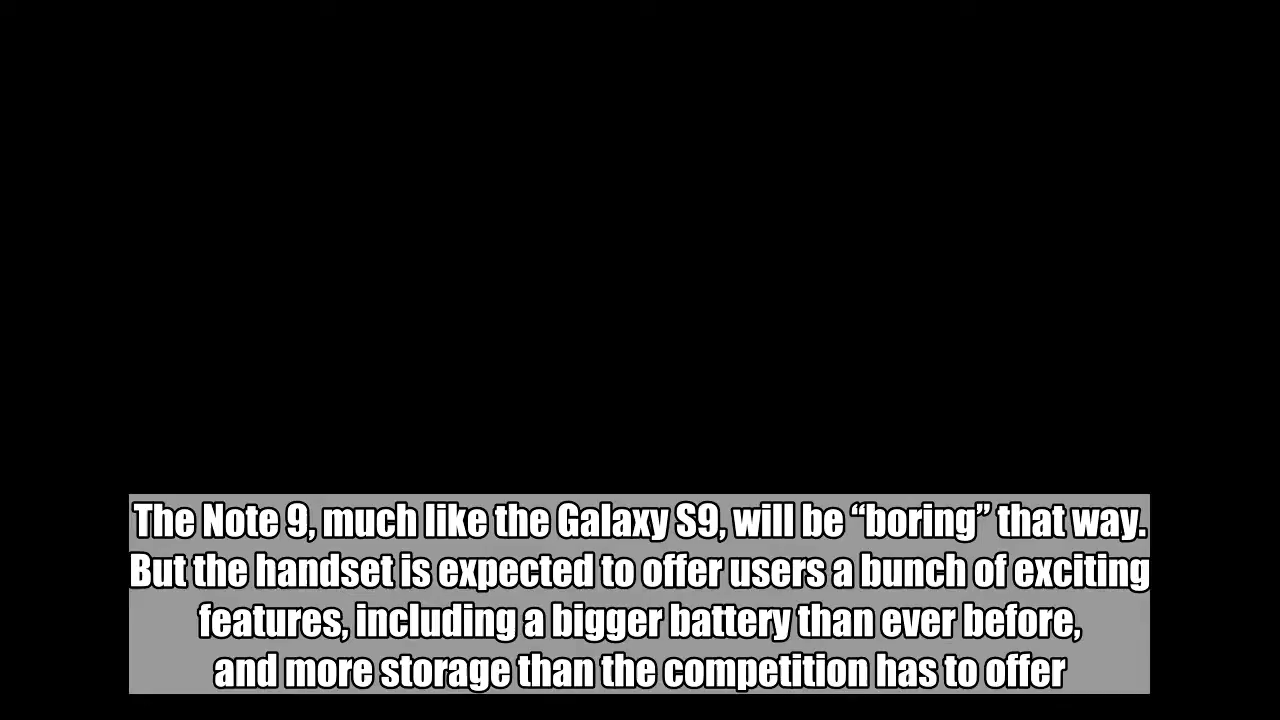 The Note 9, much like the Galaxy S9, will be “boring” that way.
But the handset is expected to offer users a bunch of exciting
features, including a bigger battery than ever before,
and more storage than the competition has to offer